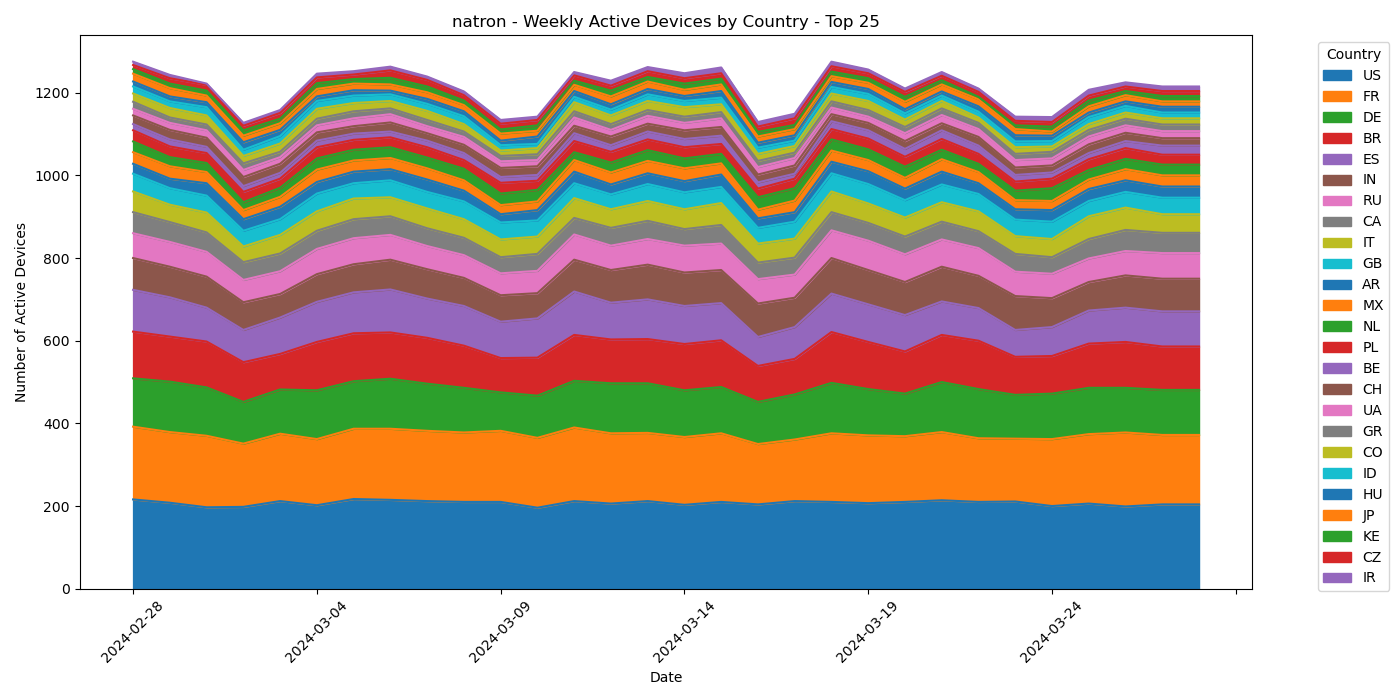 natron - Weekly Active Devices by Country - Top 25
Number of Active Devices
1200
1000
800
600
400
200
0
2024-02-28
2024-03-04
2024-03-09
2024-03-14
2024-03-19
2024-03-24
Date
Country
US
FR
DE
BR
ES
IN
RU
CA
IT
GB
AR
MX
NL
PL
BE
CH
UA
GR
CO
ID
HU
JP
KE
CZ
IR